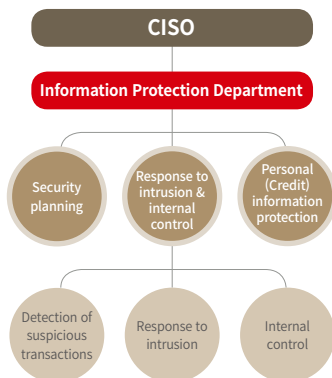 CISO
Information Protection Department
Security
planning
Response to
intrusion &
internal
control
Personal
(Credit)
information
protection
Detection of
suspicious
transactions
Response to
intrusion
Internal
control